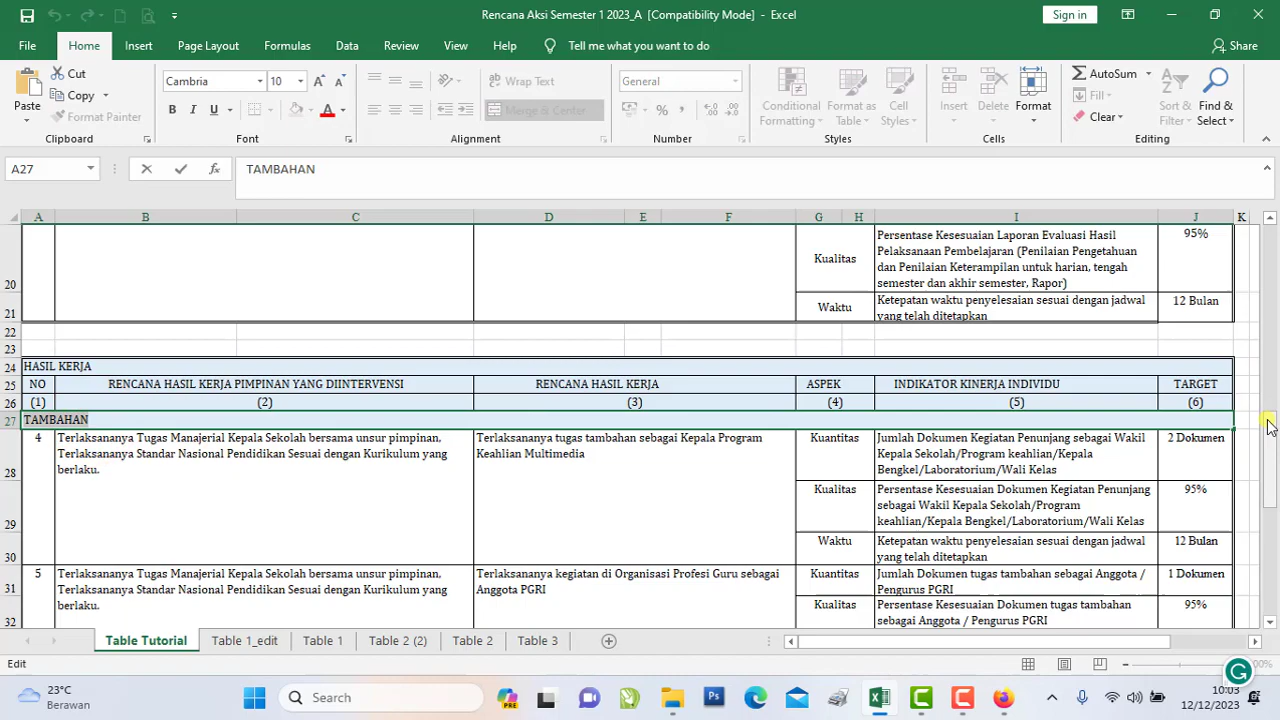 Rencana Aksi Semester 1 2023_A  [Compatibility Mode]  -  Excel
Sign in
File
Home
Insert
Page Layout
Formulas
Data
Review
View
Help
Tell me what you want to do
Share
Paste
Cut
Copy
Format Painter
Clipboard
Cambria
10
B
I
U
Font
Wrap Text
Merge & Center
Alignment
General
Number
Conditional Formatting
Format as Table
Cell Styles
Styles
Insert
Delete
Format
Cells
AutoSum
Fill
Clear
Sort & Filter
Find & Select
Editing
A27
TAMBAHAN
A B C D E F G H I J K
20
Kualitas
Persentase Kesesuaian Laporan Evaluasi Hasil
Pelaksanaan Pembelajaran (Penilaian Pengetahuan
dan Penilaian Keterampilan untuk harian, tengah
semester dan akhir semester, Rapor)
95%
21
Waktu
Ketepatan waktu penyelesaian sesuai dengan jadwal
yang telah ditetapkan
12 Bulan
22
23
24 HASIL KERJA
25 NO RENCANA HASIL KERJA PIMPINAN YANG DIINTERVENSI RENCANA HASIL KERJA ASPEK INDIKATOR KINERJA INDIVIDU TARGET
26 (1) (2) (3) (4) (5) (6)
27 TAMBAHAN
28
4
Terlaksananya Tugas Manajerial Kepala Sekolah bersama unsur pimpinan,
Terlaksananya Standar Nasional Pendidikan Sesuai dengan Kurikulum yang
berlaku.
Terlaksananya tugas tambahan sebagai Kepala Program
Keahlian Multimedia
Kuantitas
Jumlah Dokumen Kegiatan Penunjang sebagai Wakil
Kepala Sekolah/Program keahlian/Kepala
Bengkel/Laboratorium/Wali Kelas
2 Dokumen
29
Kualitas
Persentase Kesesuaian Dokumen Kegiatan Penunjang
sebagai Wakil Kepala Sekolah/Program
keahlian/Kepala Bengkel/Laboratorium/Wali Kelas
95%
30
Waktu
Ketepatan waktu penyelesaian sesuai dengan jadwal
yang telah ditetapkan
12 Bulan
31
5
Terlaksananya Tugas Manajerial Kepala Sekolah bersama unsur pimpinan,
Terlaksananya Standar Nasional Pendidikan Sesuai dengan Kurikulum yang
berlaku.
Terlaksananya kegiatan di Organisasi Profesi Guru sebagai
Anggota PGRI
Kuantitas
Jumlah Dokumen tugas tambahan sebagai Anggota /
Pengurus PGRI
1 Dokumen
32
Kualitas
Persentase Kesesuaian Dokumen tugas tambahan
sebagai Anggota / Pengurus PGRI
95%
Table Tutorial
Table 1_edit
Table 1
Table 2 (2)
Table 2
Table 3
Edit
23°C
Berawan
Search
PRE
10:03
12/12/2023